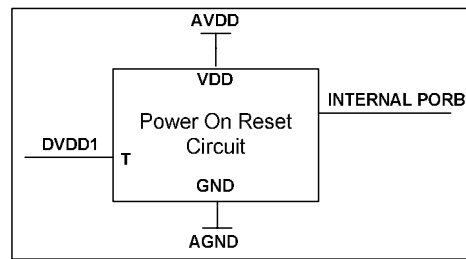 AVDD
VDD
INTERNAL PORB
Power On Reset
Circuit
DVDD1
T
GND
AGND